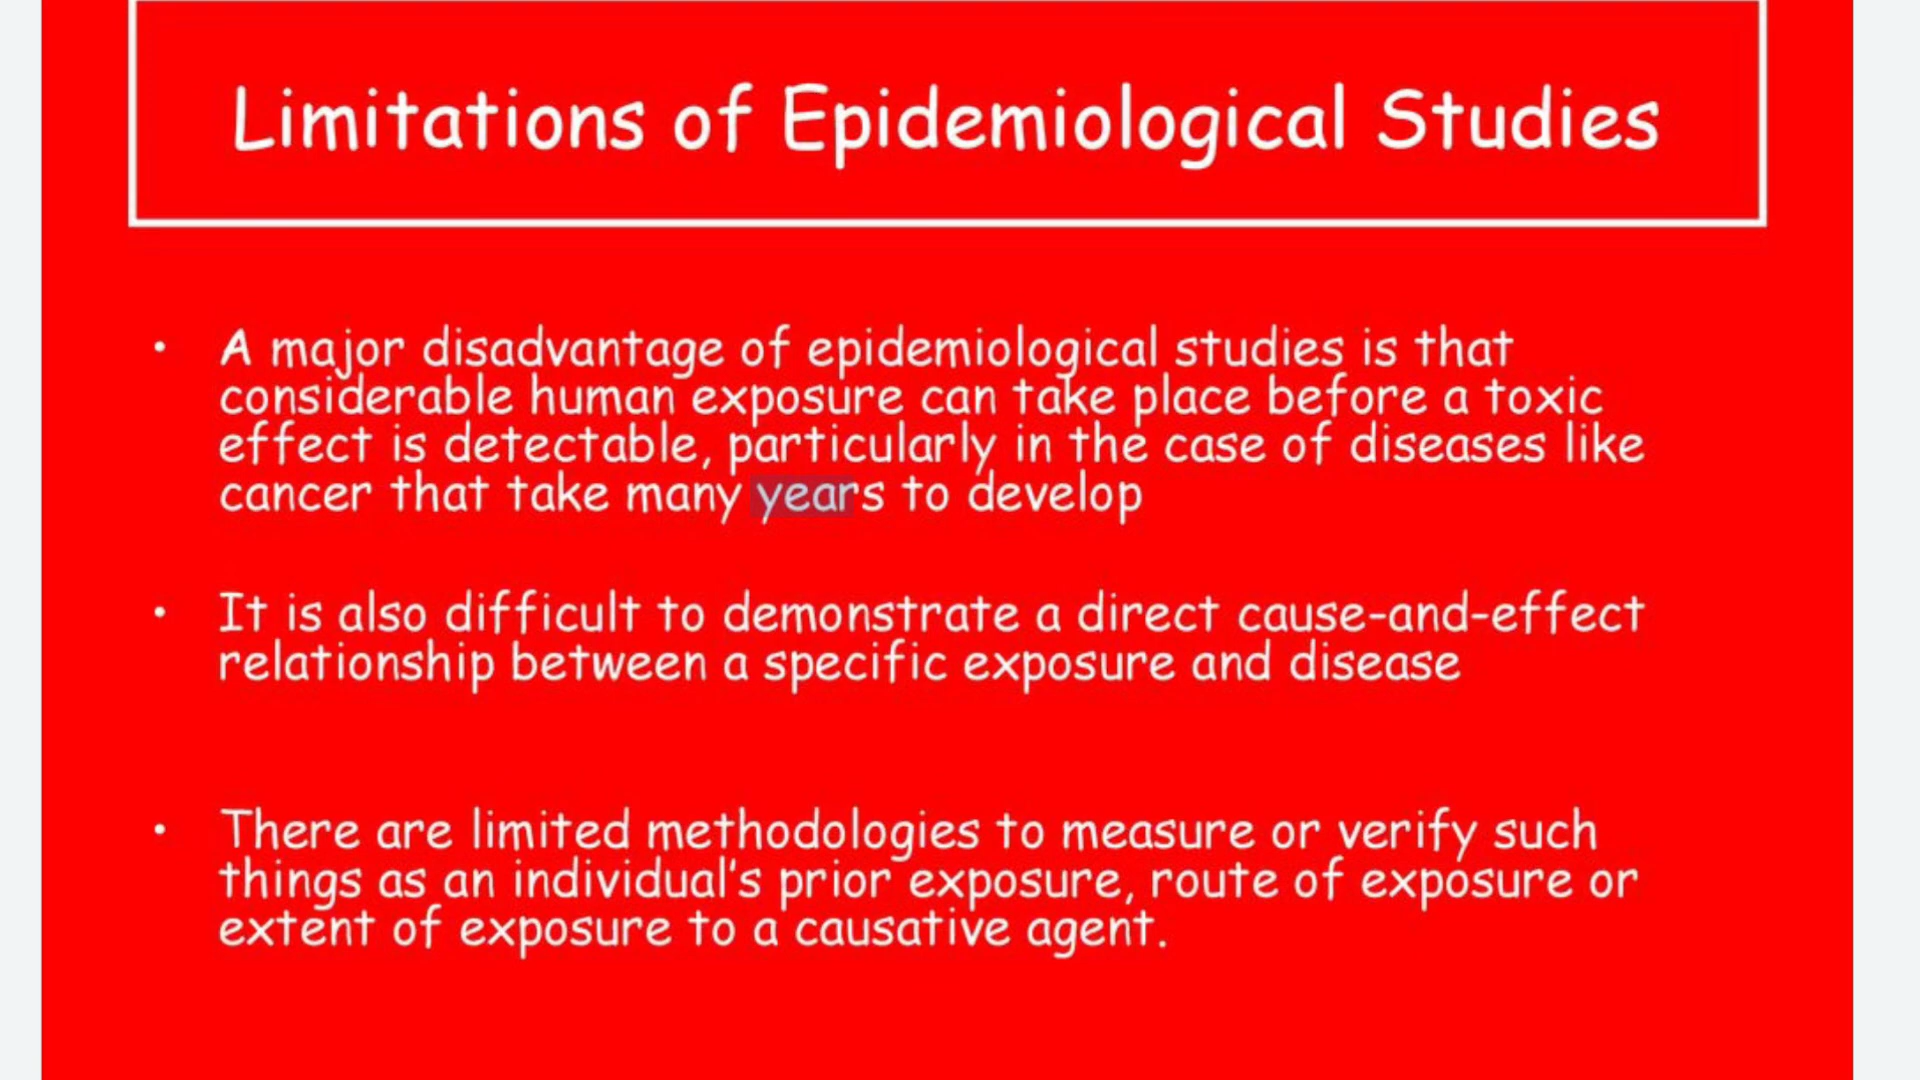 Limitations of Epidemiological Studies
• A major disadvantage of epidemiological studies is that
considerable human exposure can take place before a toxic
effect is detectable, particularly in the case of diseases like
cancer that take many years to develop
• It is also difficult to demonstrate a direct cause-and-effect
relationship between a specific exposure and disease
• There are limited methodologies to measure or verify such
things as an individual's prior exposure, route of exposure or
extent of exposure to a causative agent.